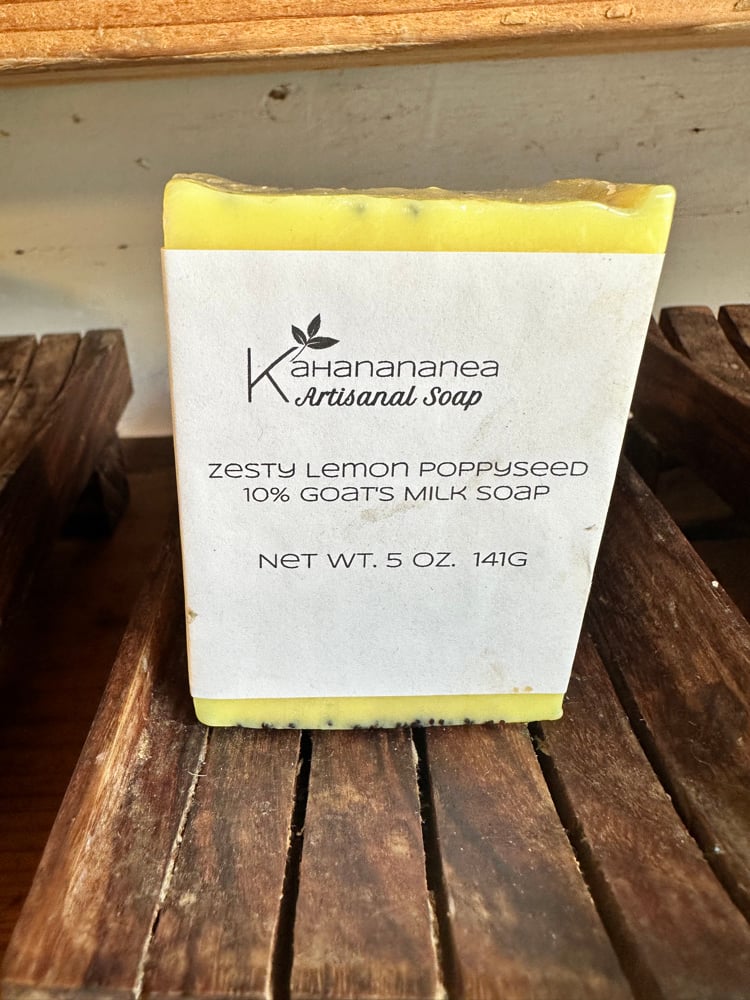 Kahanananea
Artisanal Soap
Zesty Lemon Poppyseed
10% Goat's Milk Soap
Net Wt. 5 oz. 141g